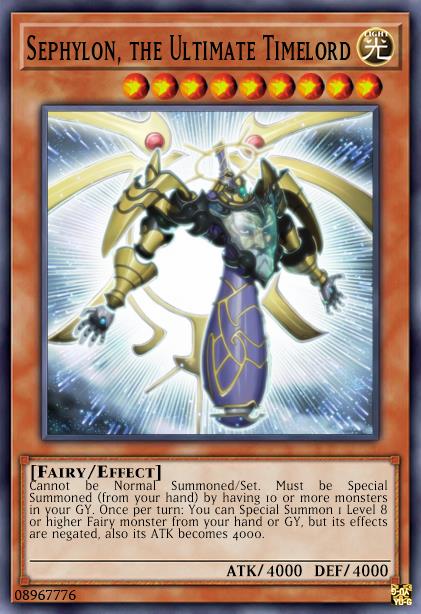 Sephylon, the Ultimate Timelord
LIGHT
光
[Fairy/Effect]
Cannot be Normal Summoned/Set. Must be Special
Summoned (from your hand) by having 10 or more monsters
in your GY. Once per turn: You can Special Summon 1 Level 8
or higher Fairy monster from your hand or GY, but its effects
are negated, also its ATK becomes 4000.
ATK/4000 DEF/4000
08967776